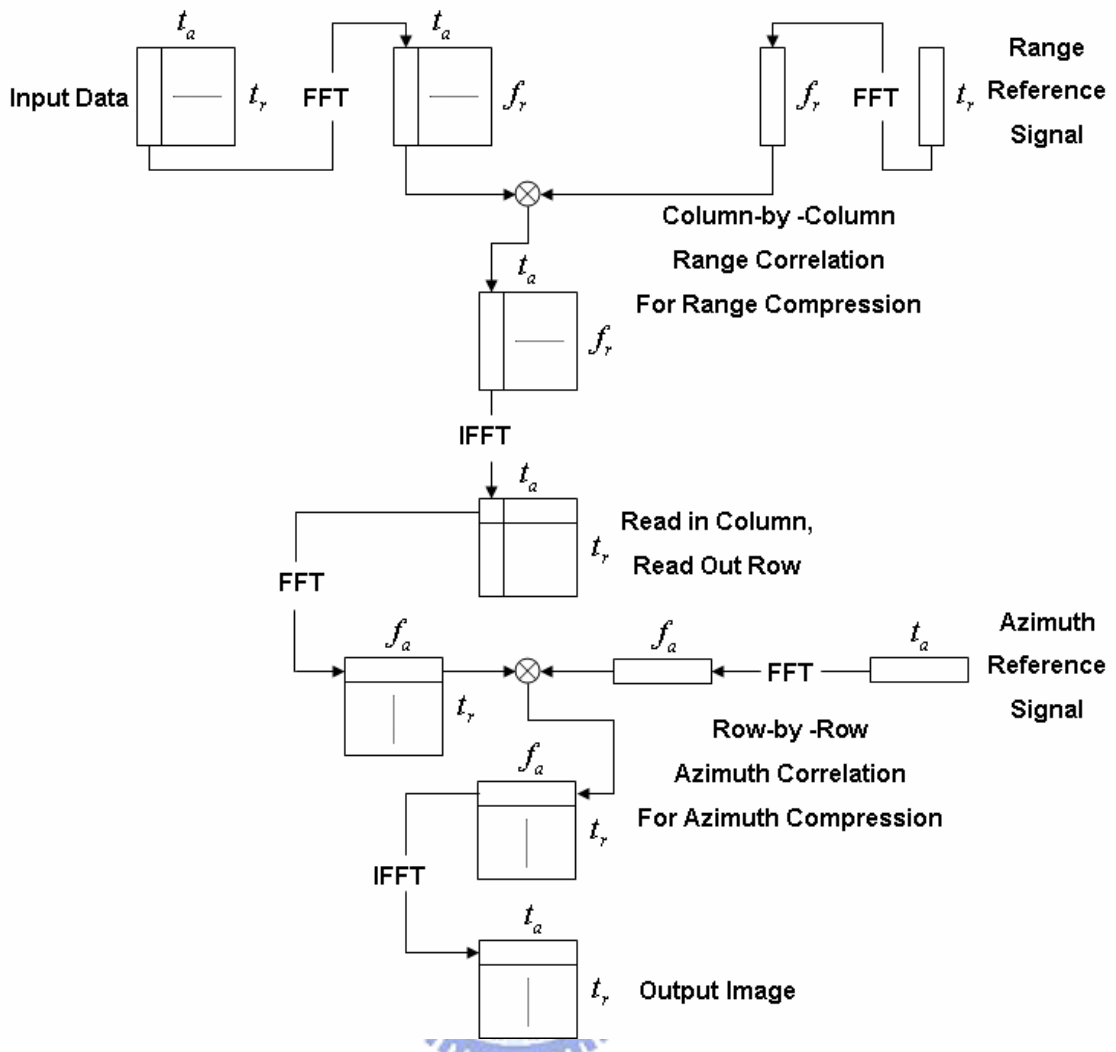 t_a
t_a
Input Data
t_r
FFT
f_r
f_r
FFT
t_r
Range
Reference
Signal
Column-by -Column
Range Correlation
For Range Compression
t_a
f_r
IFFT
t_a
t_r
Read in Column,
Read Out Row
FFT
f_a
t_r
f_a
FFT
t_a
Azimuth
Reference
Signal
Row-by -Row
Azimuth Correlation
For Azimuth Compression
f_a
t_r
IFFT
t_a
t_r
Output Image